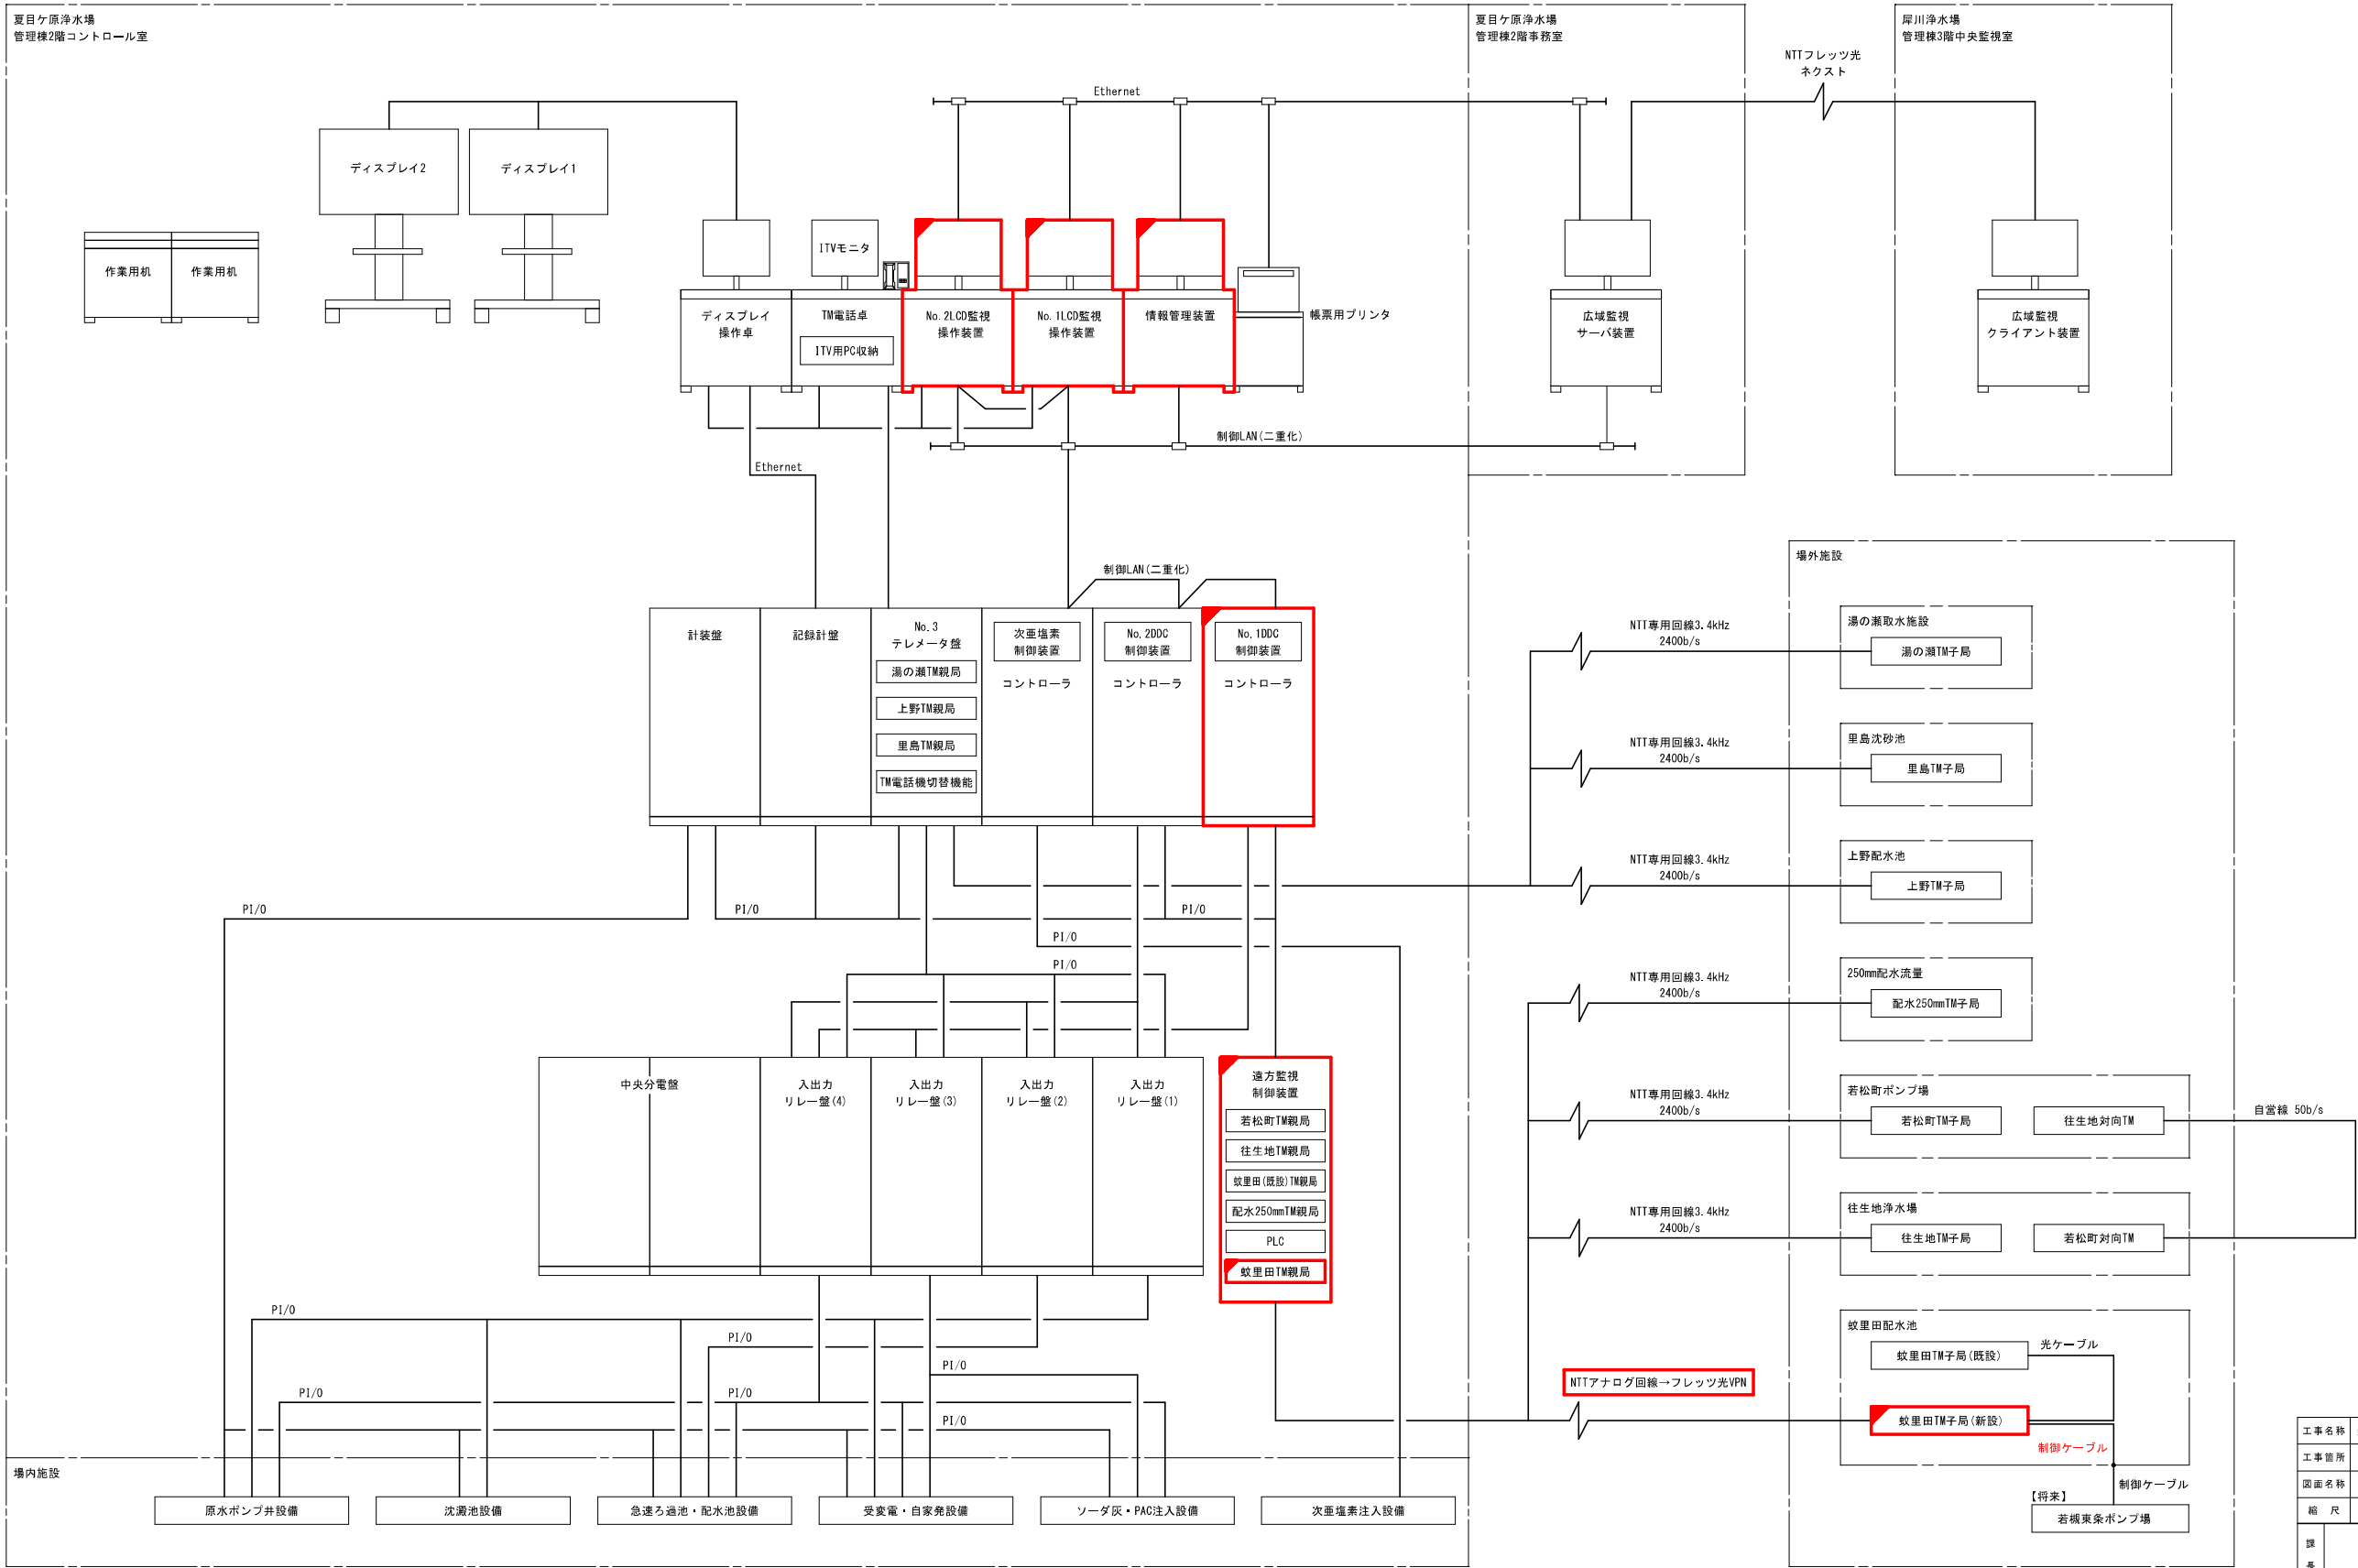 夏目ケ原浄水場
管理棟2階コントロール室
夏目ケ原浄水場
管理棟2階事務室
犀川浄水場
管理棟3階中央監視室
NTTフレッツ光
ネクスト
Ethernet
ディスプレイ2
ディスプレイ1
作業用机
作業用机
ITVモニタ
ディスプレイ
操作卓
TM電話卓
ITV用PC収納
No.2LCD監視
操作装置
No.1LCD監視
操作装置
情報管理装置
帳票用プリンタ
広域監視
サーバ装置
広域監視
クライアント装置
制御LAN(二重化)
Ethernet
制御LAN(二重化)
計装盤
記録計盤
No.3
テレメータ盤
湯の瀬TM親局
上野TM親局
里島TM親局
TM電話機切替機能
次亜塩素
制御装置
コントローラ
No.2DDC
制御装置
コントローラ
No.1DDC
制御装置
コントローラ
場外施設
NTT専用回線3.4kHz
2400b/s
湯の瀬取水施設
湯の瀬TM子局
NTT専用回線3.4kHz
2400b/s
里島沈砂池
里島TM子局
NTT専用回線3.4kHz
2400b/s
上野配水池
上野TM子局
NTT専用回線3.4kHz
2400b/s
250mm配水流量
配水250mmTM子局
NTT専用回線3.4kHz
2400b/s
若松町ポンプ場
若松町TM子局
往生地対向TM
自営線 50b/s
NTT専用回線3.4kHz
2400b/s
往生地浄水場
往生地TM子局
若松町対向TM
PI/O
PI/O
PI/O
PI/O
PI/O
中央分電盤
入出力
リレー盤(4)
入出力
リレー盤(3)
入出力
リレー盤(2)
入出力
リレー盤(1)
遠方監視
制御装置
若松町TM親局
往生地TM親局
蚊里田(既設)TM親局
配水250mmTM親局
PLC
蚊里田TM親局
PI/O
PI/O
PI/O
PI/O
PI/O
PI/O
NTTアナログ回線→フレッツ光VPN
蚊里田配水池
蚊里田TM子局(既設)
光ケーブル
蚊里田TM子局(新設)
制御ケーブル
制御ケーブル
【将来】
若槻東条ポンプ場
場内施設
原水ポンプ井設備
沈澱池設備
急速ろ過池・配水池設備
受変電・自家発設備
ソーダ灰・PAC注入設備
次亜塩素注入設備
工事名称
工事箇所
図面名称
縮 尺
課
長